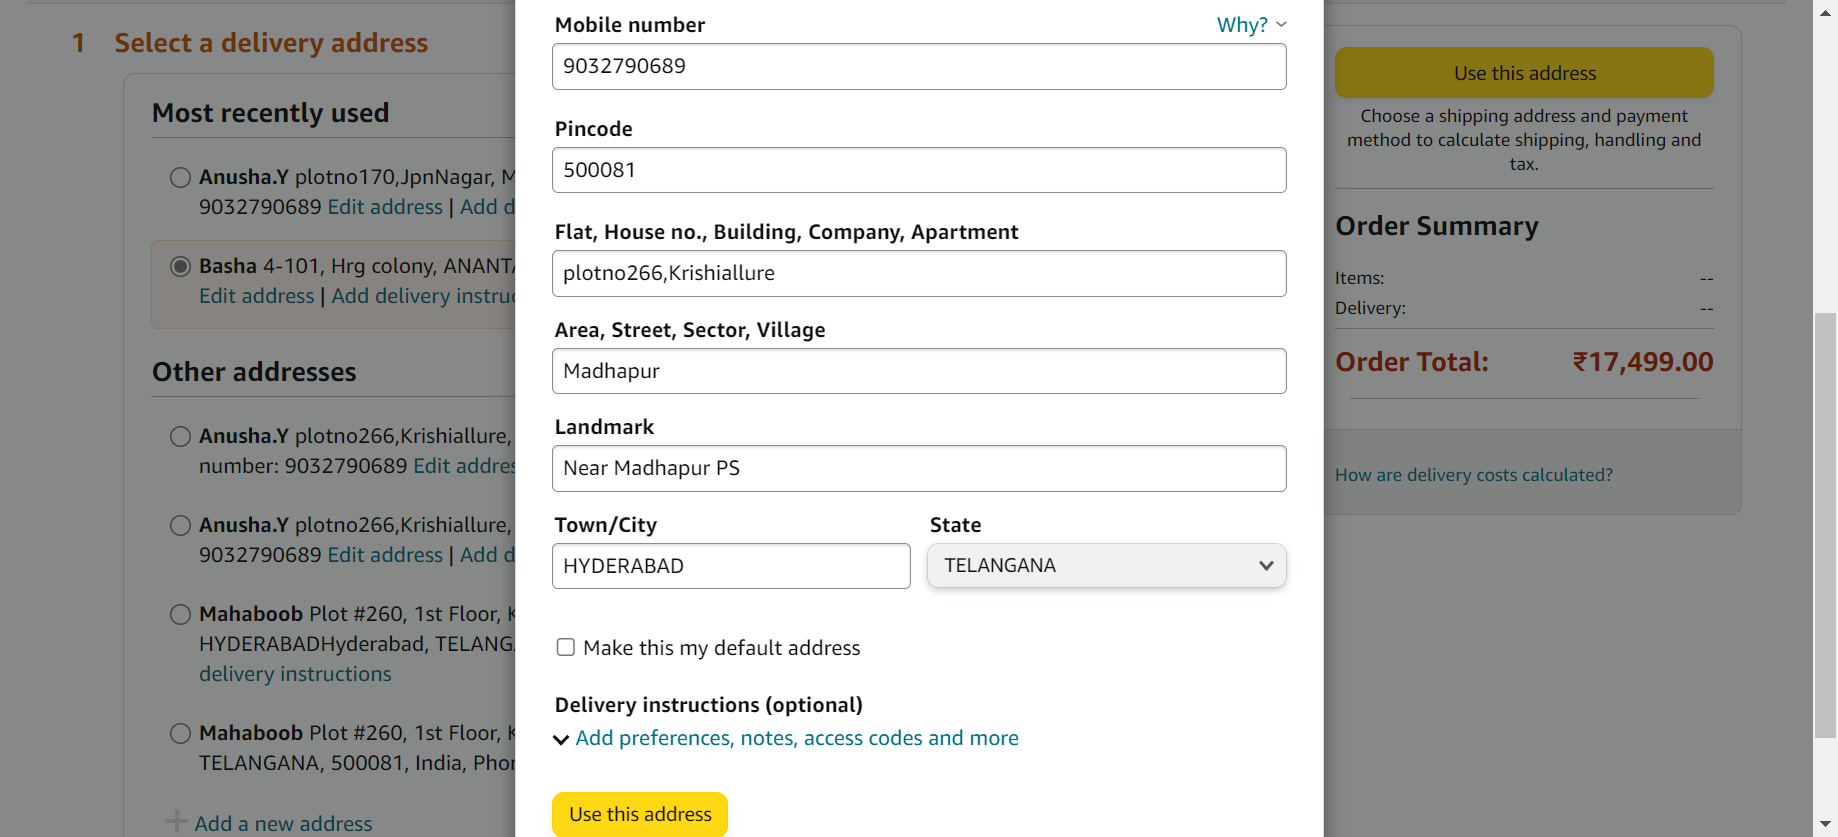 1 Select a delivery address
Most recently used
Anusha.Y plotno170,JpnNagar, M
9032790689 Edit address | Add d
Basha 4-101, Hrg colony, ANANTA
Edit address | Add delivery instruc
Other addresses
Anusha.Y plotno266,Krishiallure,
number: 9032790689 Edit addres
Anusha.Y plotno266,Krishiallure,
9032790689 Edit address | Add d
Mahaboob Plot #260, 1st Floor, K
HYDERABADHyderabad, TELANG
delivery instructions
Mahaboob Plot #260, 1st Floor, K
TELANGANA, 500081, India, Phon
Add a new address
Mobile number Why?
9032790689
Pincode
500081
Flat, House no., Building, Company, Apartment
plotno266,Krishiallure
Area, Street, Sector, Village
Madhapur
Landmark
Near Madhapur PS
Town/City State
HYDERABAD TELANGANA
Make this my default address
Delivery instructions (optional)
Add preferences, notes, access codes and more
Use this address
Use this address
Choose a shipping address and payment
method to calculate shipping, handling and
tax.
Order Summary
Items: --
Delivery: --
Order Total: ₹17,499.00
How are delivery costs calculated?